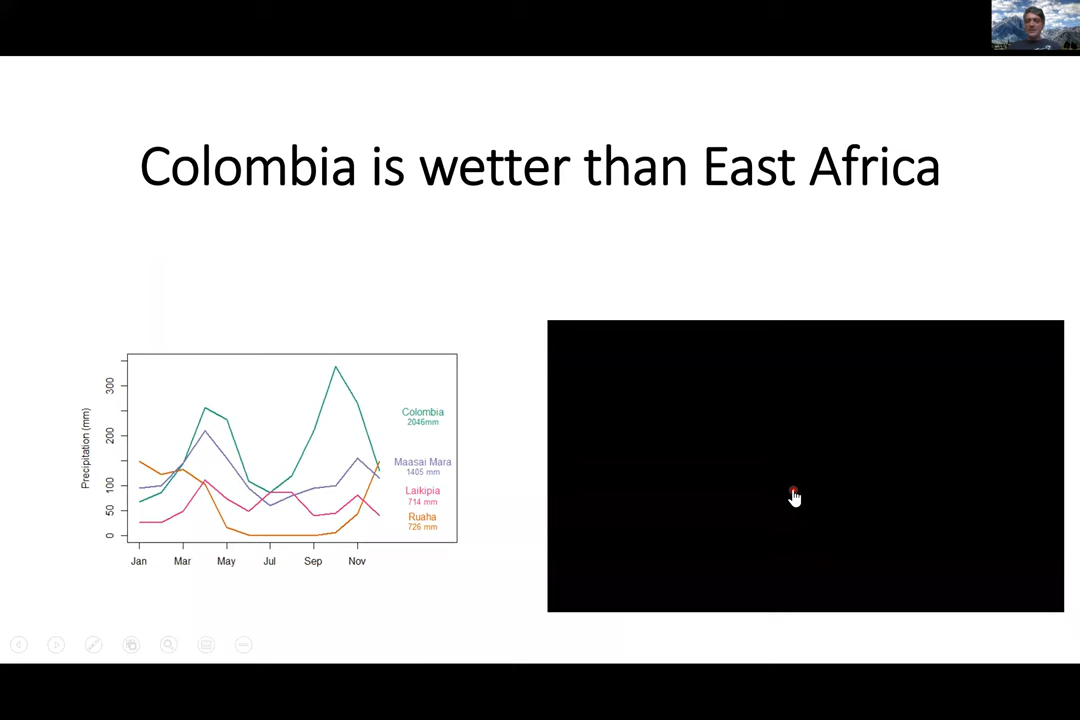 Colombia is wetter than East Africa
Precipitation (mm)
300
200
100
50
0
Colombia
2046mm
Maasai Mara
1405 mm
Laikipia
714 mm
Ruaha
726 mm
Jan Mar May Jul Sep Nov